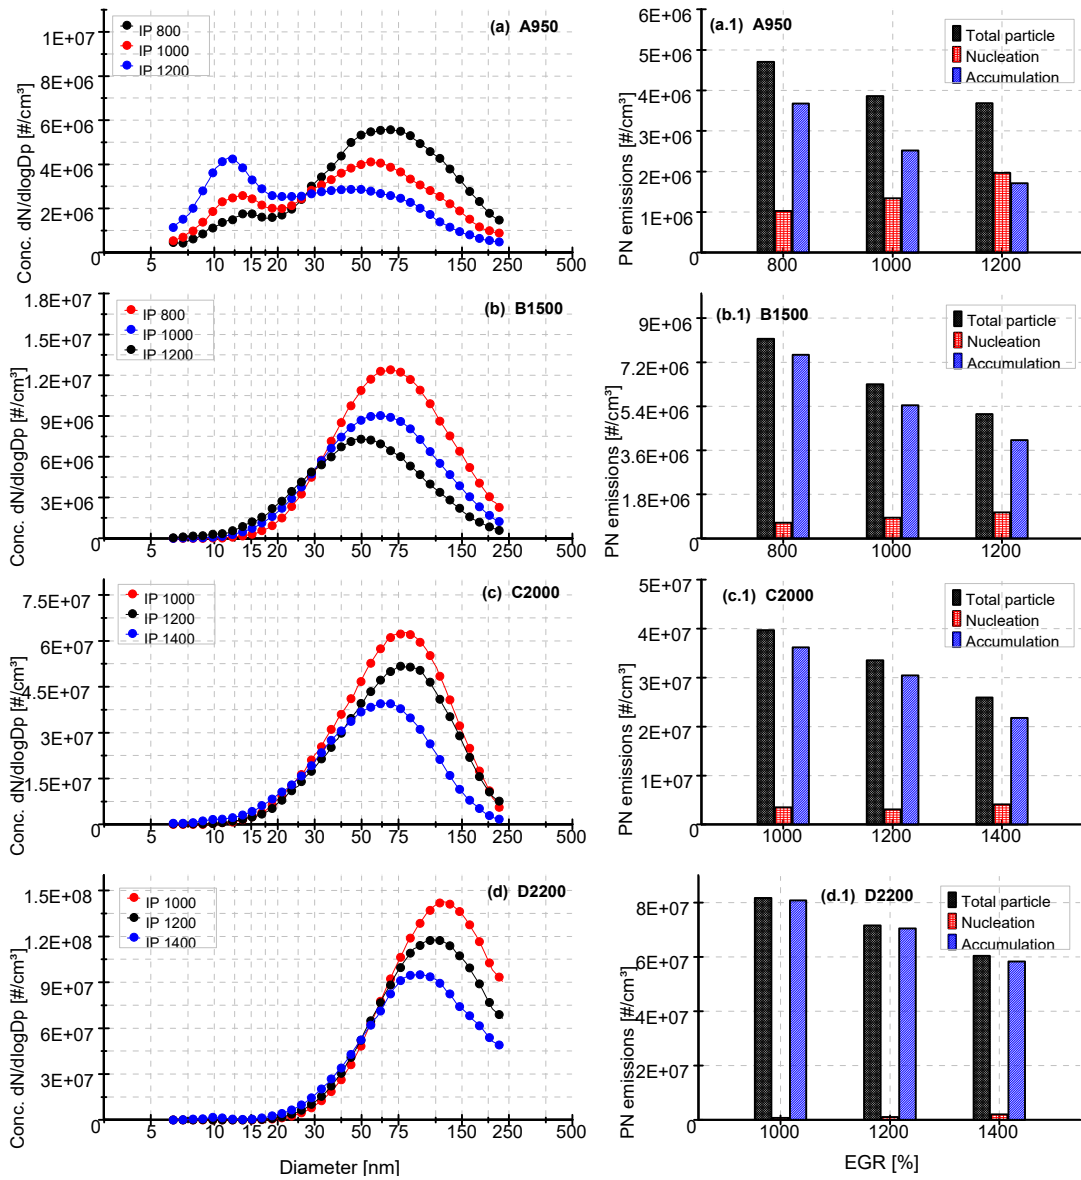 (a) A950
IP 800
IP 1000
IP 1200
Conc. dN/dlogDp [#/cm³]
1E+07
8E+06
6E+06
4E+06
2E+06
0
5 10 15 20 30 50 75 150 250 500
(a.1) A950
Total particle
Nucleation
Accumulation
PN emissions [#/cm³]
6E+06
5E+06
4E+06
3E+06
2E+06
1E+06
0
800 1000 1200
(b) B1500
IP 800
IP 1000
IP 1200
Conc. dN/dlogDp [#/cm³]
1.8E+07
1.5E+07
1.2E+07
9E+06
6E+06
3E+06
0
5 10 15 20 30 50 75 150 250 500
(b.1) B1500
Total particle
Nucleation
Accumulation
PN emissions [#/cm³]
9E+06
7.2E+06
5.4E+06
3.6E+06
1.8E+06
0
800 1000 1200
(c) C2000
IP 1000
IP 1200
IP 1400
Conc. dN/dlogDp [#/cm³]
7.5E+07
6E+07
4.5E+07
3E+07
1.5E+07
0
5 10 15 20 30 50 75 150 250 500
(c.1) C2000
Total particle
Nucleation
Accumulation
PN emissions [#/cm³]
5E+07
4E+07
3E+07
2E+07
1E+07
0
1000 1200 1400
(d) D2200
IP 1000
IP 1200
IP 1400
Conc. dN/dlogDp [#/cm³]
1.5E+08
1.2E+08
9E+07
6E+07
3E+07
0
5 10 15 20 30 50 75 150 250 500
Diameter [nm]
(d.1) D2200
Total particle
Nucleation
Accumulation
PN emissions [#/cm³]
8E+07
6E+07
4E+07
2E+07
0
1000 1200 1400
EGR [%]